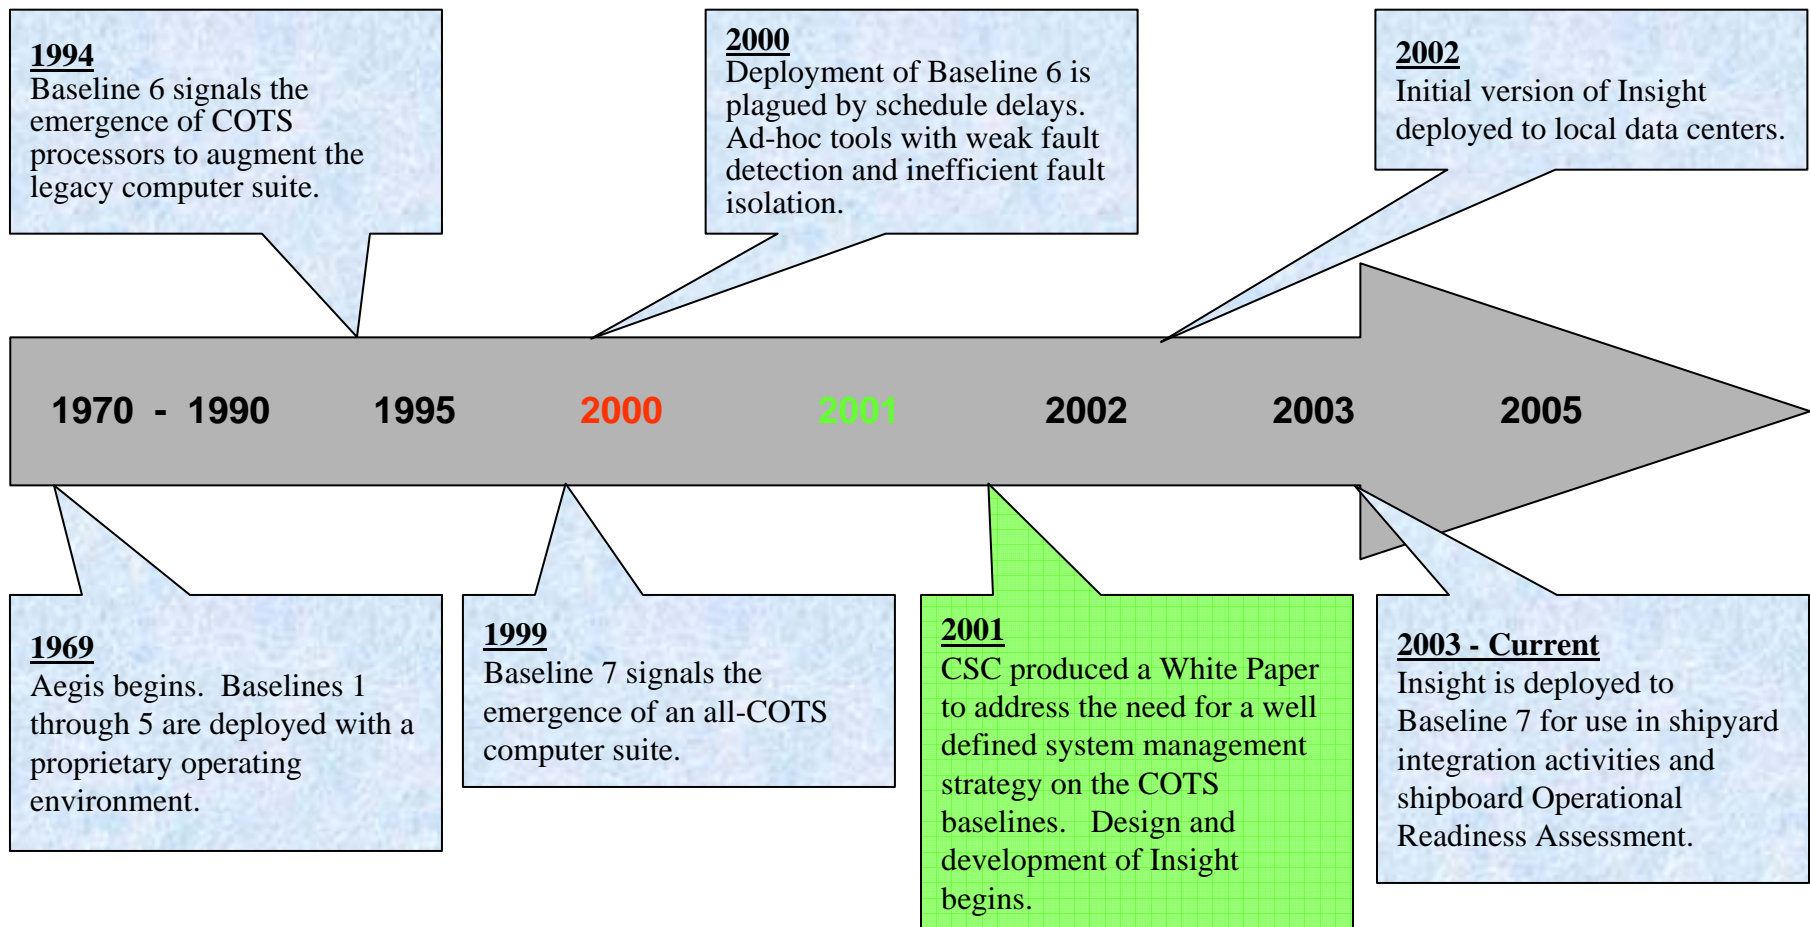 1994
Baseline 6 signals the
emergence of COTS
processors to augment the
legacy computer suite.
2000
Deployment of Baseline 6 is
plagued by schedule delays.
Ad-hoc tools with weak fault
detection and inefficient fault
isolation.
2002
Initial version of Insight
deployed to local data centers.
1970 - 1990 1995 2000 2001 2002 2003 2005
1969
Aegis begins. Baselines 1
through 5 are deployed with a
proprietary operating
environment.
1999
Baseline 7 signals the
emergence of an all-COTS
computer suite.
2001
CSC produced a White Paper
to address the need for a well
defined system management
strategy on the COTS
baselines. Design and
development of Insight
begins.
2003 - Current
Insight is deployed to
Baseline 7 for use in shipyard
integration activities and
shipboard Operational
Readiness Assessment.